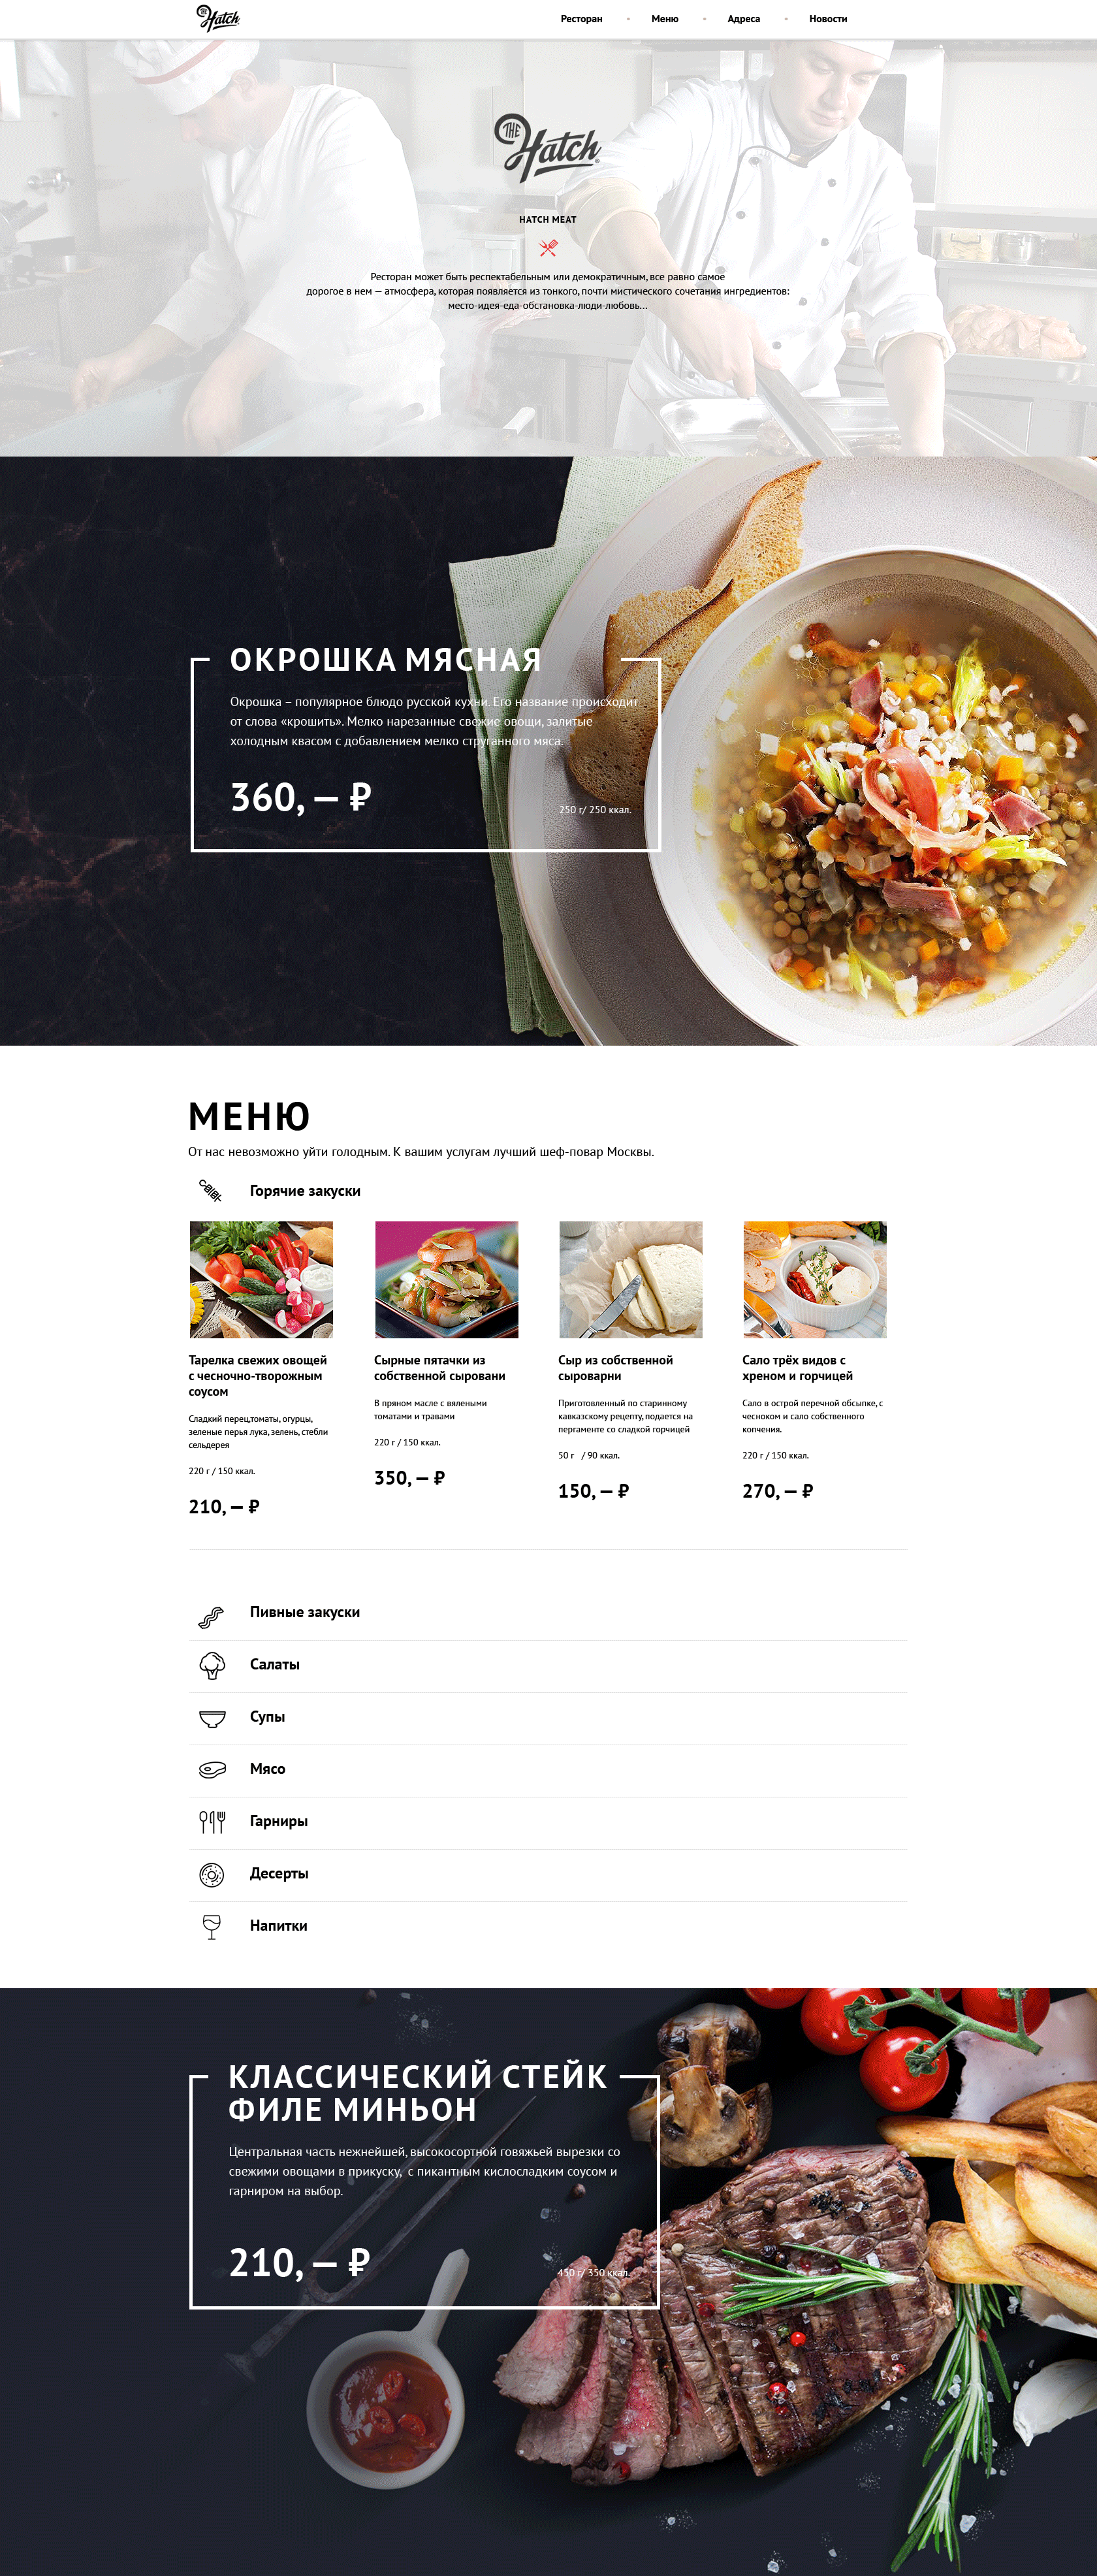 THE Hatch
Ресторан • Меню • Адреса • Новости
THE Hatch®
HATCH MEAT
Ресторан может быть респектабельным или демократичным, все равно самое
дорогое в нем — атмосфера, которая появляется из тонкого, почти мистического сочетания ингредиентов:
место-идея-еда-обстановка-люди-любовь...
ОКРОШКА МЯСНАЯ
Окрошка – популярное блюдо русской кухни. Его название происходит
от слова «крошить». Мелко нарезанные свежие овощи, залитые
холодным квасом с добавлением мелко струганного мяса.
360, — ₽
250 г/ 250 ккал.
МЕНЮ
От нас невозможно уйти голодным. К вашим услугам лучший шеф-повар Москвы.
Горячие закуски
Тарелка свежих овощей
с чесночно-творожным
соусом
Сладкий перец,томаты, огурцы,
зеленые перья лука, зелень, стебли
сельдерея
220 г / 150 ккал.
210, — ₽
Сырные пятачки из
собственной сыровани
В пряном масле с вялеными
томатами и травами
220 г / 150 ккал.
350, — ₽
Сыр из собственной
сыроварни
Приготовленный по старинному
кавказскому рецепту, подается на
пергаменте со сладкой горчицей
50 г / 90 ккал.
150, — ₽
Сало трёх видов с
хреном и горчицей
Сало в острой перечной обсыпке, с
чесноком и сало собственного
копчения.
220 г / 150 ккал.
270, — ₽
Пивные закуски
Салаты
Супы
Мясо
Гарниры
Десерты
Напитки
КЛАССИЧЕСКИЙ СТЕЙК
ФИЛЕ МИНЬОН
Центральная часть нежнейшей, высокосортной говяжьей вырезки со
свежими овощами в прикуску, с пикантным кислосладким соусом и
гарниром на выбор.
210, — ₽
450 г/ 350 ккал.